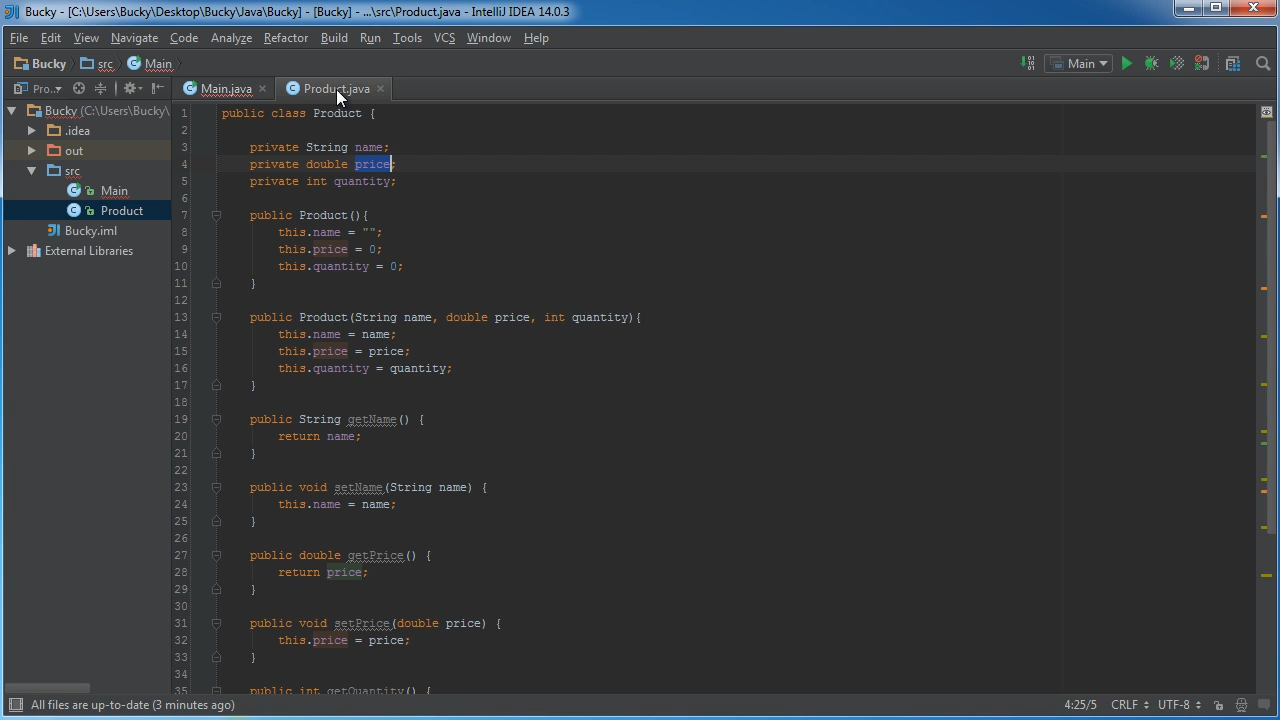 Bucky - [C:\Users\Bucky\Desktop\Bucky\Java\Bucky] - [Bucky] - ...\src\Product.java - IntelliJ IDEA 14.0.3
File Edit View Navigate Code Analyze Refactor Build Run Tools VCS Window Help
Bucky src Main Main
Pro.. Main.java Product.java
Bucky (C:\Users\Bucky\
.idea
out
src
Main
Product
Bucky.iml
External Libraries
1 public class Product {
2
3 private String name;
4 private double price;
5 private int quantity;
6
7 public Product(){
8 this.name = "";
9 this.price = 0;
10 this.quantity = 0;
11 }
12
13 public Product(String name, double price, int quantity){
14 this.name = name;
15 this.price = price;
16 this.quantity = quantity;
17 }
18
19 public String getName() {
20 return name;
21 }
22
23 public void setName(String name) {
24 this.name = name;
25 }
26
27 public double getPrice() {
28 return price;
29 }
30
31 public void setPrice(double price) {
32 this.price = price;
33 }
34
35 public int getQuantity() {
All files are up-to-date (3 minutes ago) 4:25/5 CRLF UTF-8